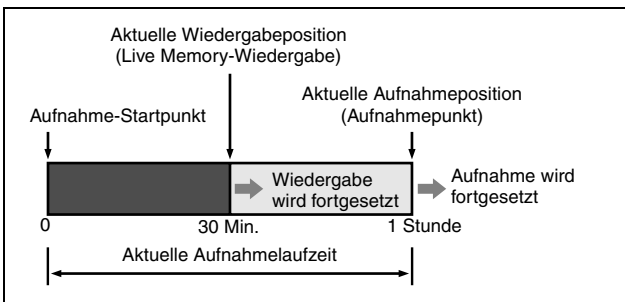 Aktuelle Wiedergabeposition
(Live Memory-Wiedergabe)
Aktuelle Aufnahmeposition
(Aufnahmepunkt)
Aufnahme-Startpunkt
Wiedergabe
wird fortgesetzt
Aufnahme wird
fortgesetzt
0
30 Min.
1 Stunde
Aktuelle Aufnahmelaufzeit